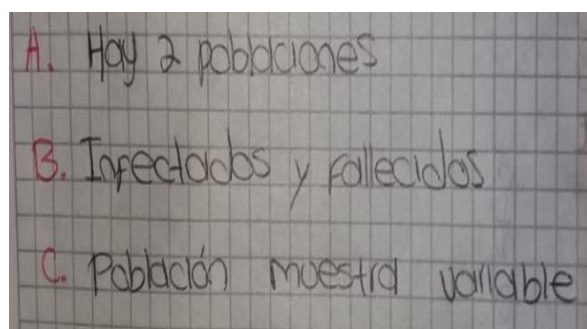 A. Hay 2 poblaciones
B. Infectados y fallecidos
C. Población muestra variable